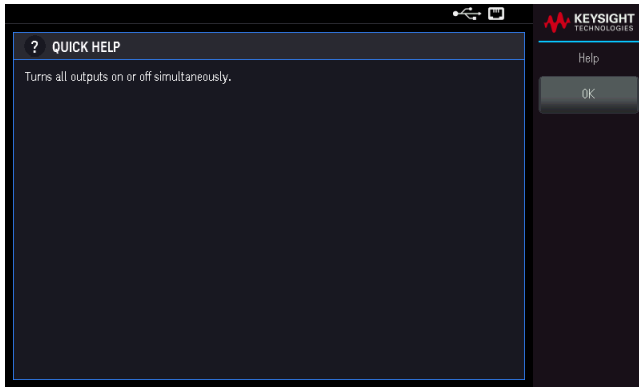 KEYSIGHT
TECHNOLOGIES
? QUICK HELP
Help
Turns all outputs on or off simultaneously.
OK